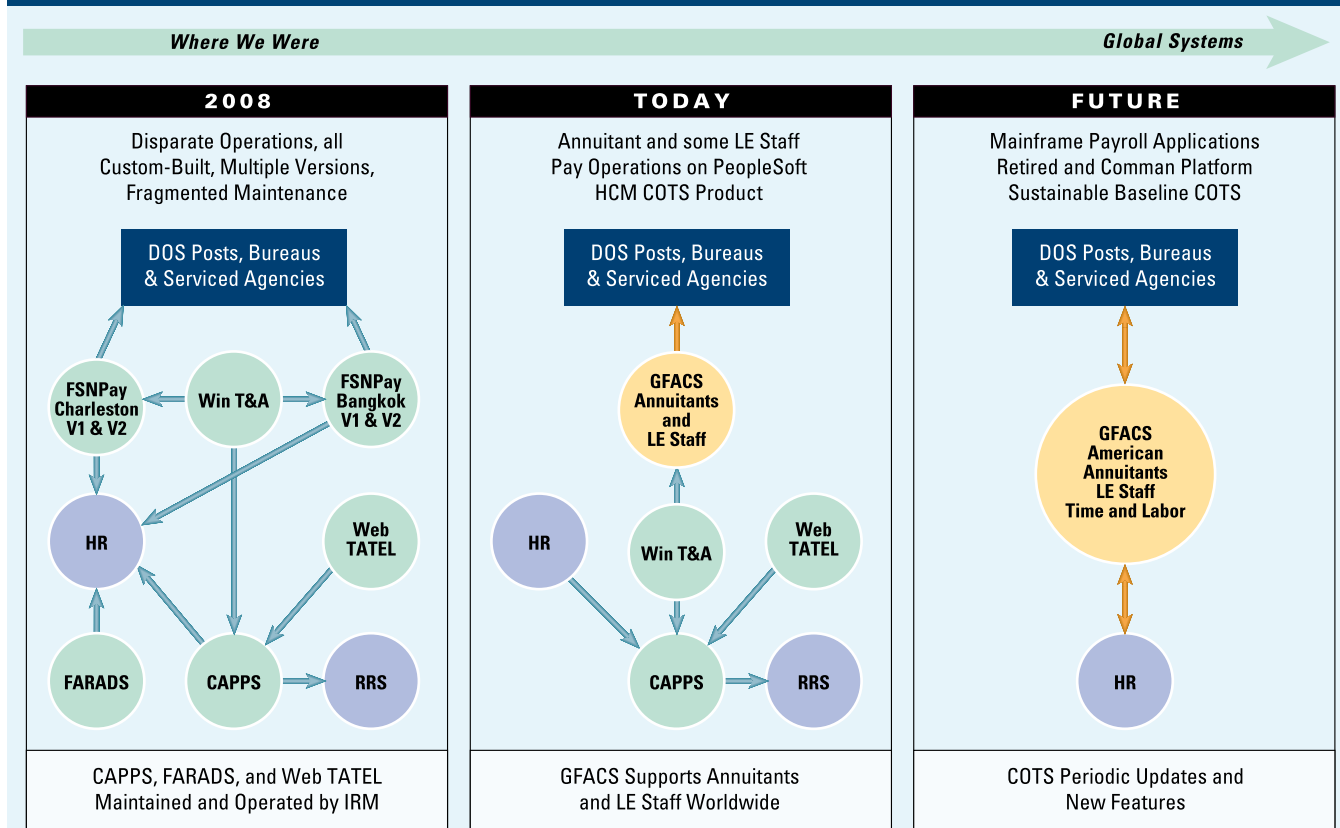 Where We Were
Global Systems
2008
Disparate Operations, all
Custom-Built, Multiple Versions,
Fragmented Maintenance
DOS Posts, Bureaus
& Serviced Agencies
FSNPay
Charleston
V1 & V2
Win T&A
FSNPay
Bangkok
V1 & V2
HR
Web
TATEL
FARADS
CAPPS
RRS
CAPPS, FARADS, and Web TATEL
Maintained and Operated by IRM
TODAY
Annuitant and some LE Staff
Pay Operations on PeopleSoft
HCM COTS Product
DOS Posts, Bureaus
& Serviced Agencies
GFACS
Annuitants
and
LE Staff
HR
Win T&A
Web
TATEL
CAPPS
RRS
GFACS Supports Annuitants
and LE Staff Worldwide
FUTURE
Mainframe Payroll Applications
Retired and Comman Platform
Sustainable Baseline COTS
DOS Posts, Bureaus
& Serviced Agencies
GFACS
American
Annuitants
LE Staff
Time and Labor
HR
COTS Periodic Updates and
New Features